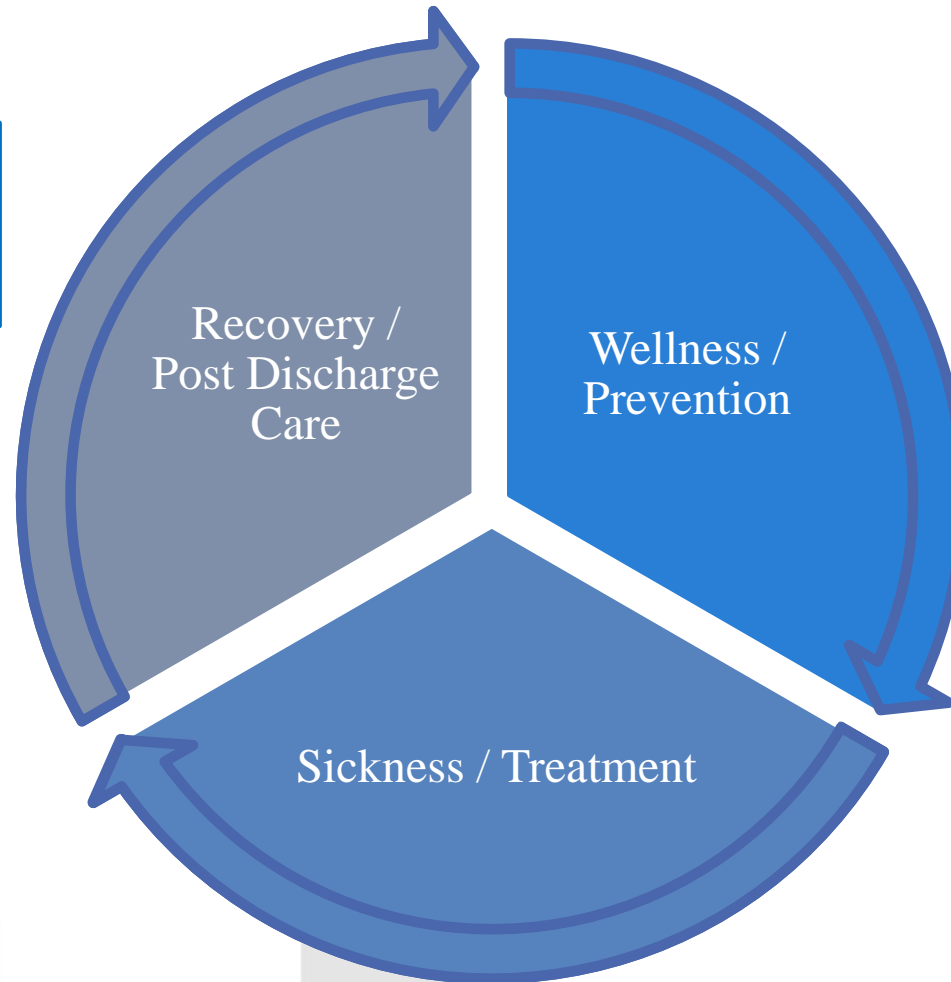 Recovery /
Post Discharge
Care
Wellness /
Prevention
Sickness / Treatment